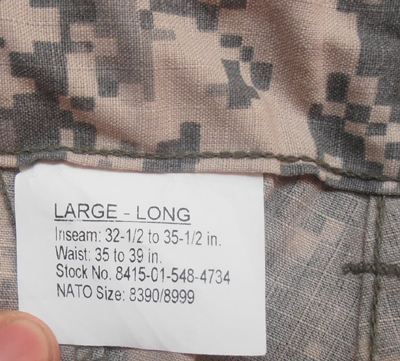 LARGE - LONG
Inseam: 32-1/2 to 35-1/2 in.
Waist: 35 to 39 in.
Stock No. 8415-01-548-4734
NATO Size: 8390/8999